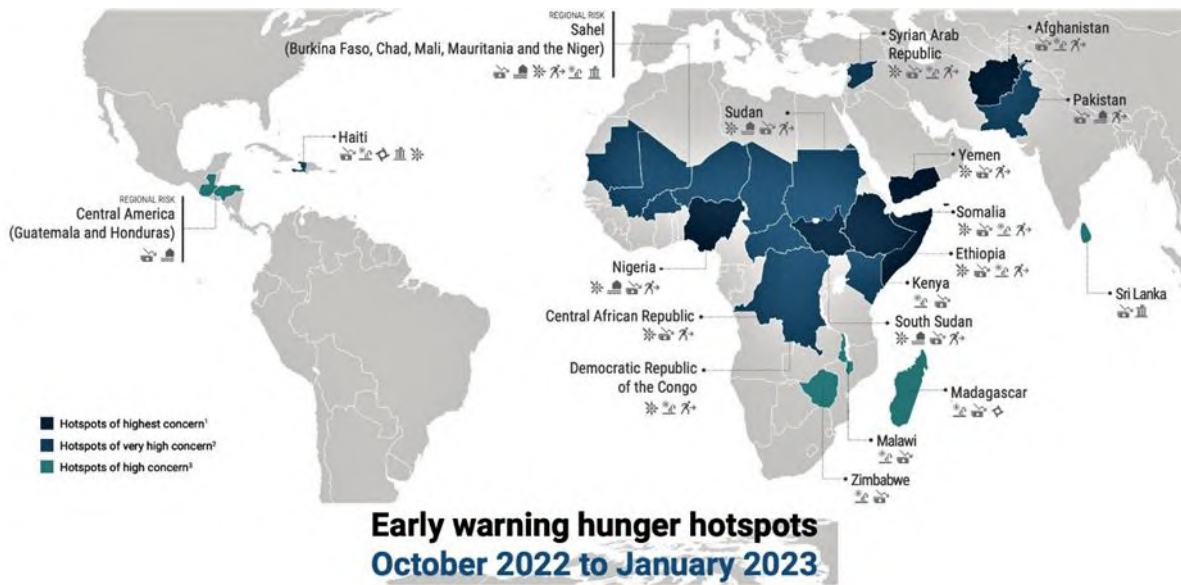 REGIONAL RISK
Sahel
(Burkina Faso, Chad, Mali, Mauritania and the Niger)
Syrian Arab
Republic
Afghanistan
Pakistan
Sudan
Haiti
Yemen
REGIONAL RISK
Central America
(Guatemala and Honduras)
Somalia
Ethiopia
Nigeria
Kenya
Sri Lanka
Central African Republic
South Sudan
Democratic Republic
of the Congo
Madagascar
Hotspots of highest concern¹
Hotspots of very high concern²
Hotspots of high concern³
Malawi
Zimbabwe
Early warning hunger hotspots
October 2022 to January 2023